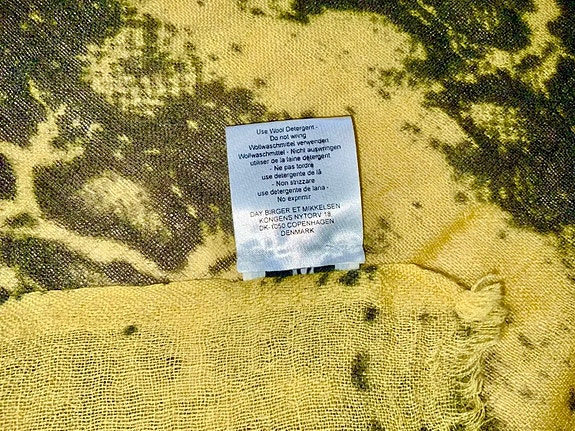 Use Wool Detergent -
Do not wring
Wollwaschmittel verwenden
Wollwaschmittel - Nicht auswringen
utiliser de la laine détergent
- Ne pas tordre
use detergente de lã
- Non strizzare
use detergente de lana -
No exprimir
DAY BIRGER ET MIKKELSEN
KONGENS NYTORV 18
DK-1050 COPENHAGEN
DENMARK